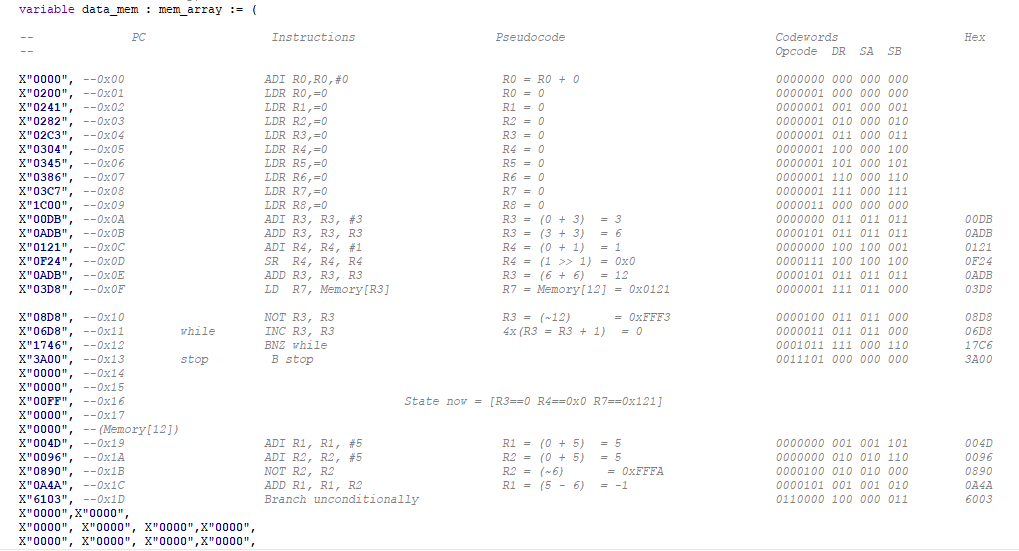 variable data_mem : mem_array := (
-- PC Instructions Pseudocode Codewords Hex
-- Opcode DR SA SB
X"0000", --0x00 ADI R0,R0,#0 R0 = R0 + 0 0000000 000 000 000
X"0200", --0x01 LDR R0,=0 R0 = 0 0000001 000 000 000
X"0241", --0x02 LDR R1,=0 R1 = 0 0000001 001 000 001
X"0282", --0x03 LDR R2,=0 R2 = 0 0000001 010 000 010
X"02C3", --0x04 LDR R3,=0 R3 = 0 0000001 011 000 011
X"0304", --0x05 LDR R4,=0 R4 = 0 0000001 100 000 100
X"0345", --0x06 LDR R5,=0 R5 = 0 0000001 101 000 101
X"0386", --0x07 LDR R6,=0 R6 = 0 0000001 110 000 110
X"03C7", --0x08 LDR R7,=0 R7 = 0 0000001 111 000 111
X"1C00", --0x09 LDR R8,=0 R8 = 0 0000011 000 000 000
X"00DB", --0x0A ADI R3, R3, #3 R3 = (0 + 3) = 3 0000000 011 011 011 00DB
X"0ADB", --0x0B ADD R3, R3, R3 R3 = (3 + 3) = 6 0000101 011 011 011 0ADB
X"0121", --0x0C ADI R4, R4, #1 R4 = (0 + 1) = 1 0000000 100 100 001 0121
X"0F24", --0x0D SR R4, R4, R4 R4 = (1 >> 1) = 0x0 0000111 100 100 100 0F24
X"0ADB", --0x0E ADD R3, R3, R3 R3 = (6 + 6) = 12 0000101 011 011 011 0ADB
X"03D8", --0x0F LD R7, Memory[R3] R7 = Memory[12] = 0x0121 0000001 111 011 000 03D8
X"08D8", --0x10 NOT R3, R3 R3 = (~12) = 0xFFF3 0000100 011 011 000 08D8
X"06D8", --0x11 while INC R3, R3 4x(R3 = R3 + 1) = 0 0000011 011 011 000 06D8
X"1746", --0x12 BNZ while 0001011 111 000 110 17C6
X"3A00", --0x13 stop B stop 0011101 000 000 000 3A00
X"0000", --0x14
X"0000", --0x15
X"00FF", --0x16 State now = [R3==0 R4==0x0 R7==0x121]
X"0000", --0x17
X"0000", --(Memory[12])
X"004D", --0x19 ADI R1, R1, #5 R1 = (0 + 5) = 5 0000000 001 001 101 004D
X"0096", --0x1A ADI R2, R2, #5 R2 = (0 + 5) = 5 0000000 010 010 110 0096
X"0890", --0x1B NOT R2, R2 R2 = (~6) = 0xFFFA 0000100 010 010 000 0890
X"0A4A", --0x1C ADD R1, R1, R2 R1 = (5 - 6) = -1 0000101 001 001 010 0A4A
X"6103", --0x1D Branch unconditionally 0110000 100 000 011 6003
X"0000",X"0000",
X"0000", X"0000", X"0000",X"0000",
X"0000", X"0000", X"0000",X"0000",